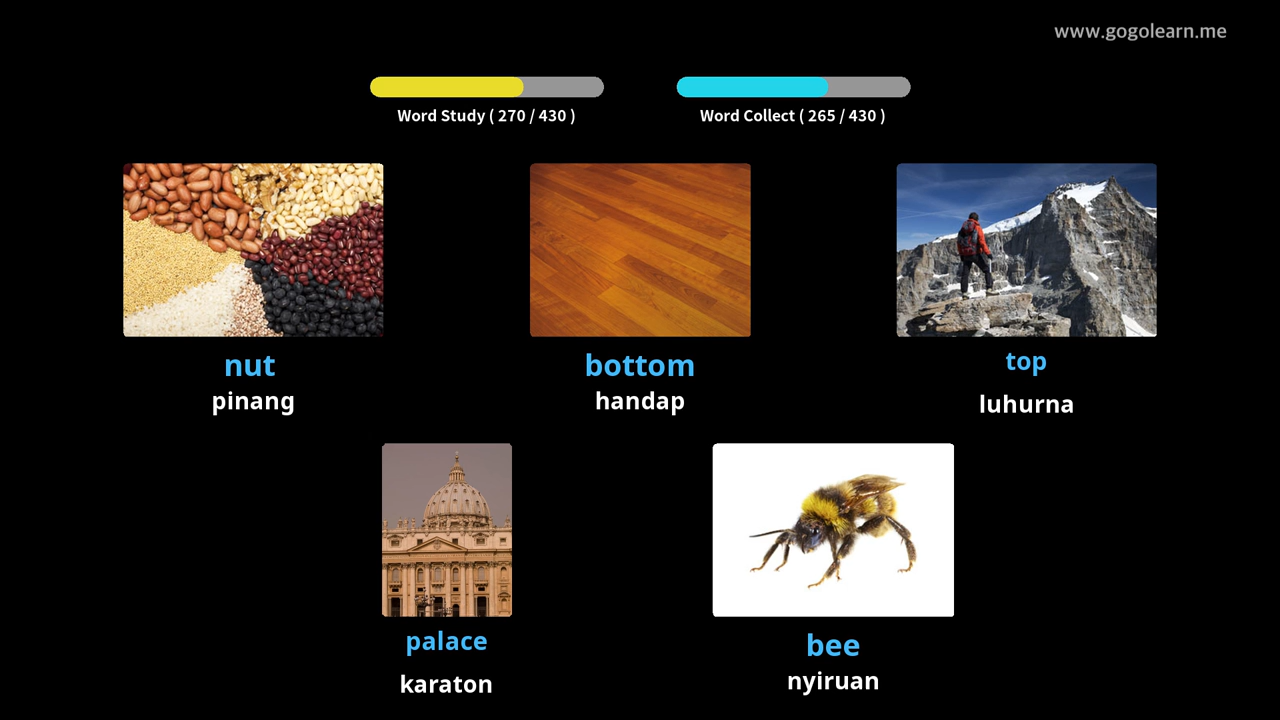 www.gogolearn.me
Word Study ( 270 / 430 )
Word Collect ( 265 / 430 )
nut
pinang
bottom
handap
top
luhurna
palace
karaton
bee
nyiruan